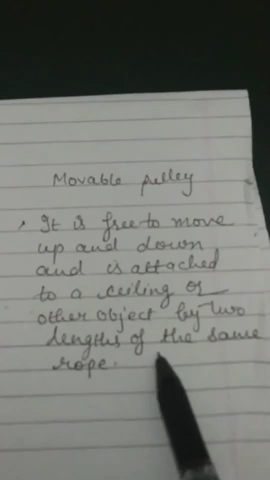 Movable pulley
• It is free to move
up and down
and is attached
to a ceiling or
other object by two
lengths of the same
rope.